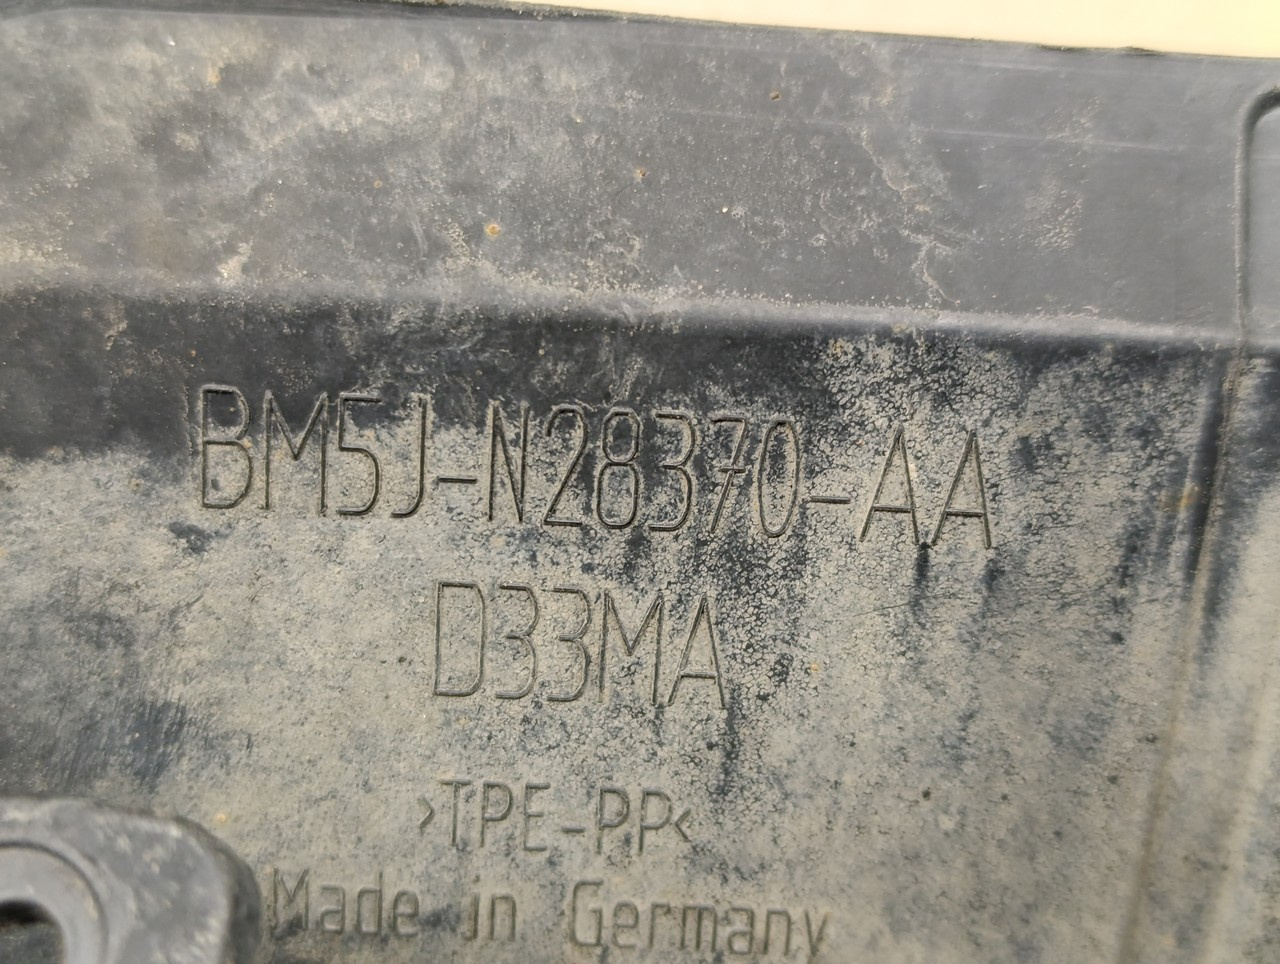 BM5J-N28370-AA
D33MA
>TPE-PP<
Made in Germany